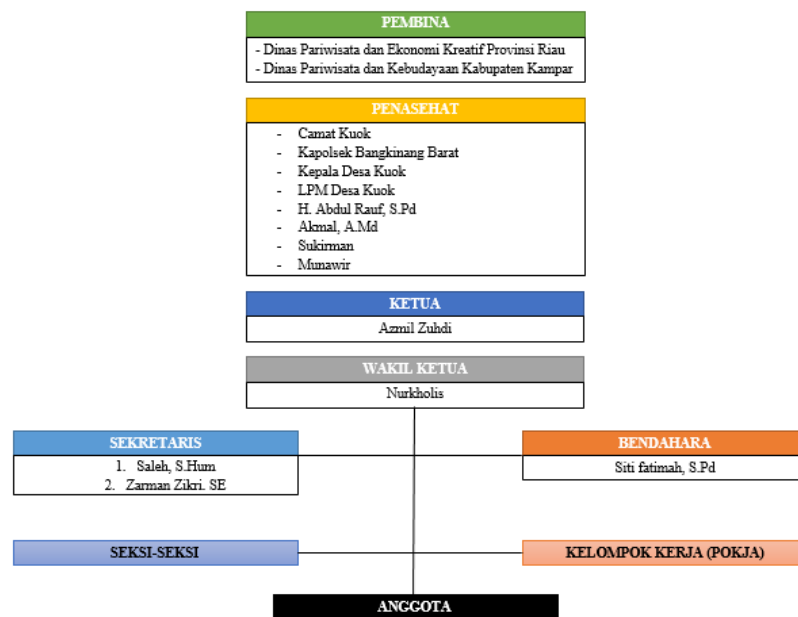 PEMBINA
- Dinas Pariwisata dan Ekonomi Kreatif Provinsi Riau
- Dinas Pariwisata dan Kebudayaan Kabupaten Kampar
PENASEHAT
- Camat Kuok
- Kapolsek Bangkinang Barat
- Kepala Desa Kuok
- LPM Desa Kuok
- H. Abdul Rauf, S.Pd
- Akmal, A.Md
- Sukirman
- Munawir
KETUA
Azmil Zuhdi
WAKIL KETUA
Nurkholis
SEKRETARIS
1. Saleh, S.Hum
2. Zarman Zikri. SE
BENDAHARA
Siti fatimah, S.Pd
SEKSI-SEKSI
KELOMPOK KERJA (POKJA)
ANGGOTA